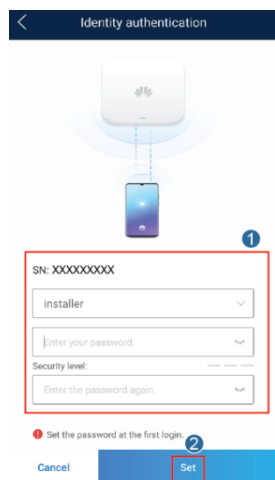 Identity authentication
1
SN: XXXXXXXXX
installer
Enter your password.
Security level:
Enter the password again.
Set the password at the first login.
2
Cancel
Set